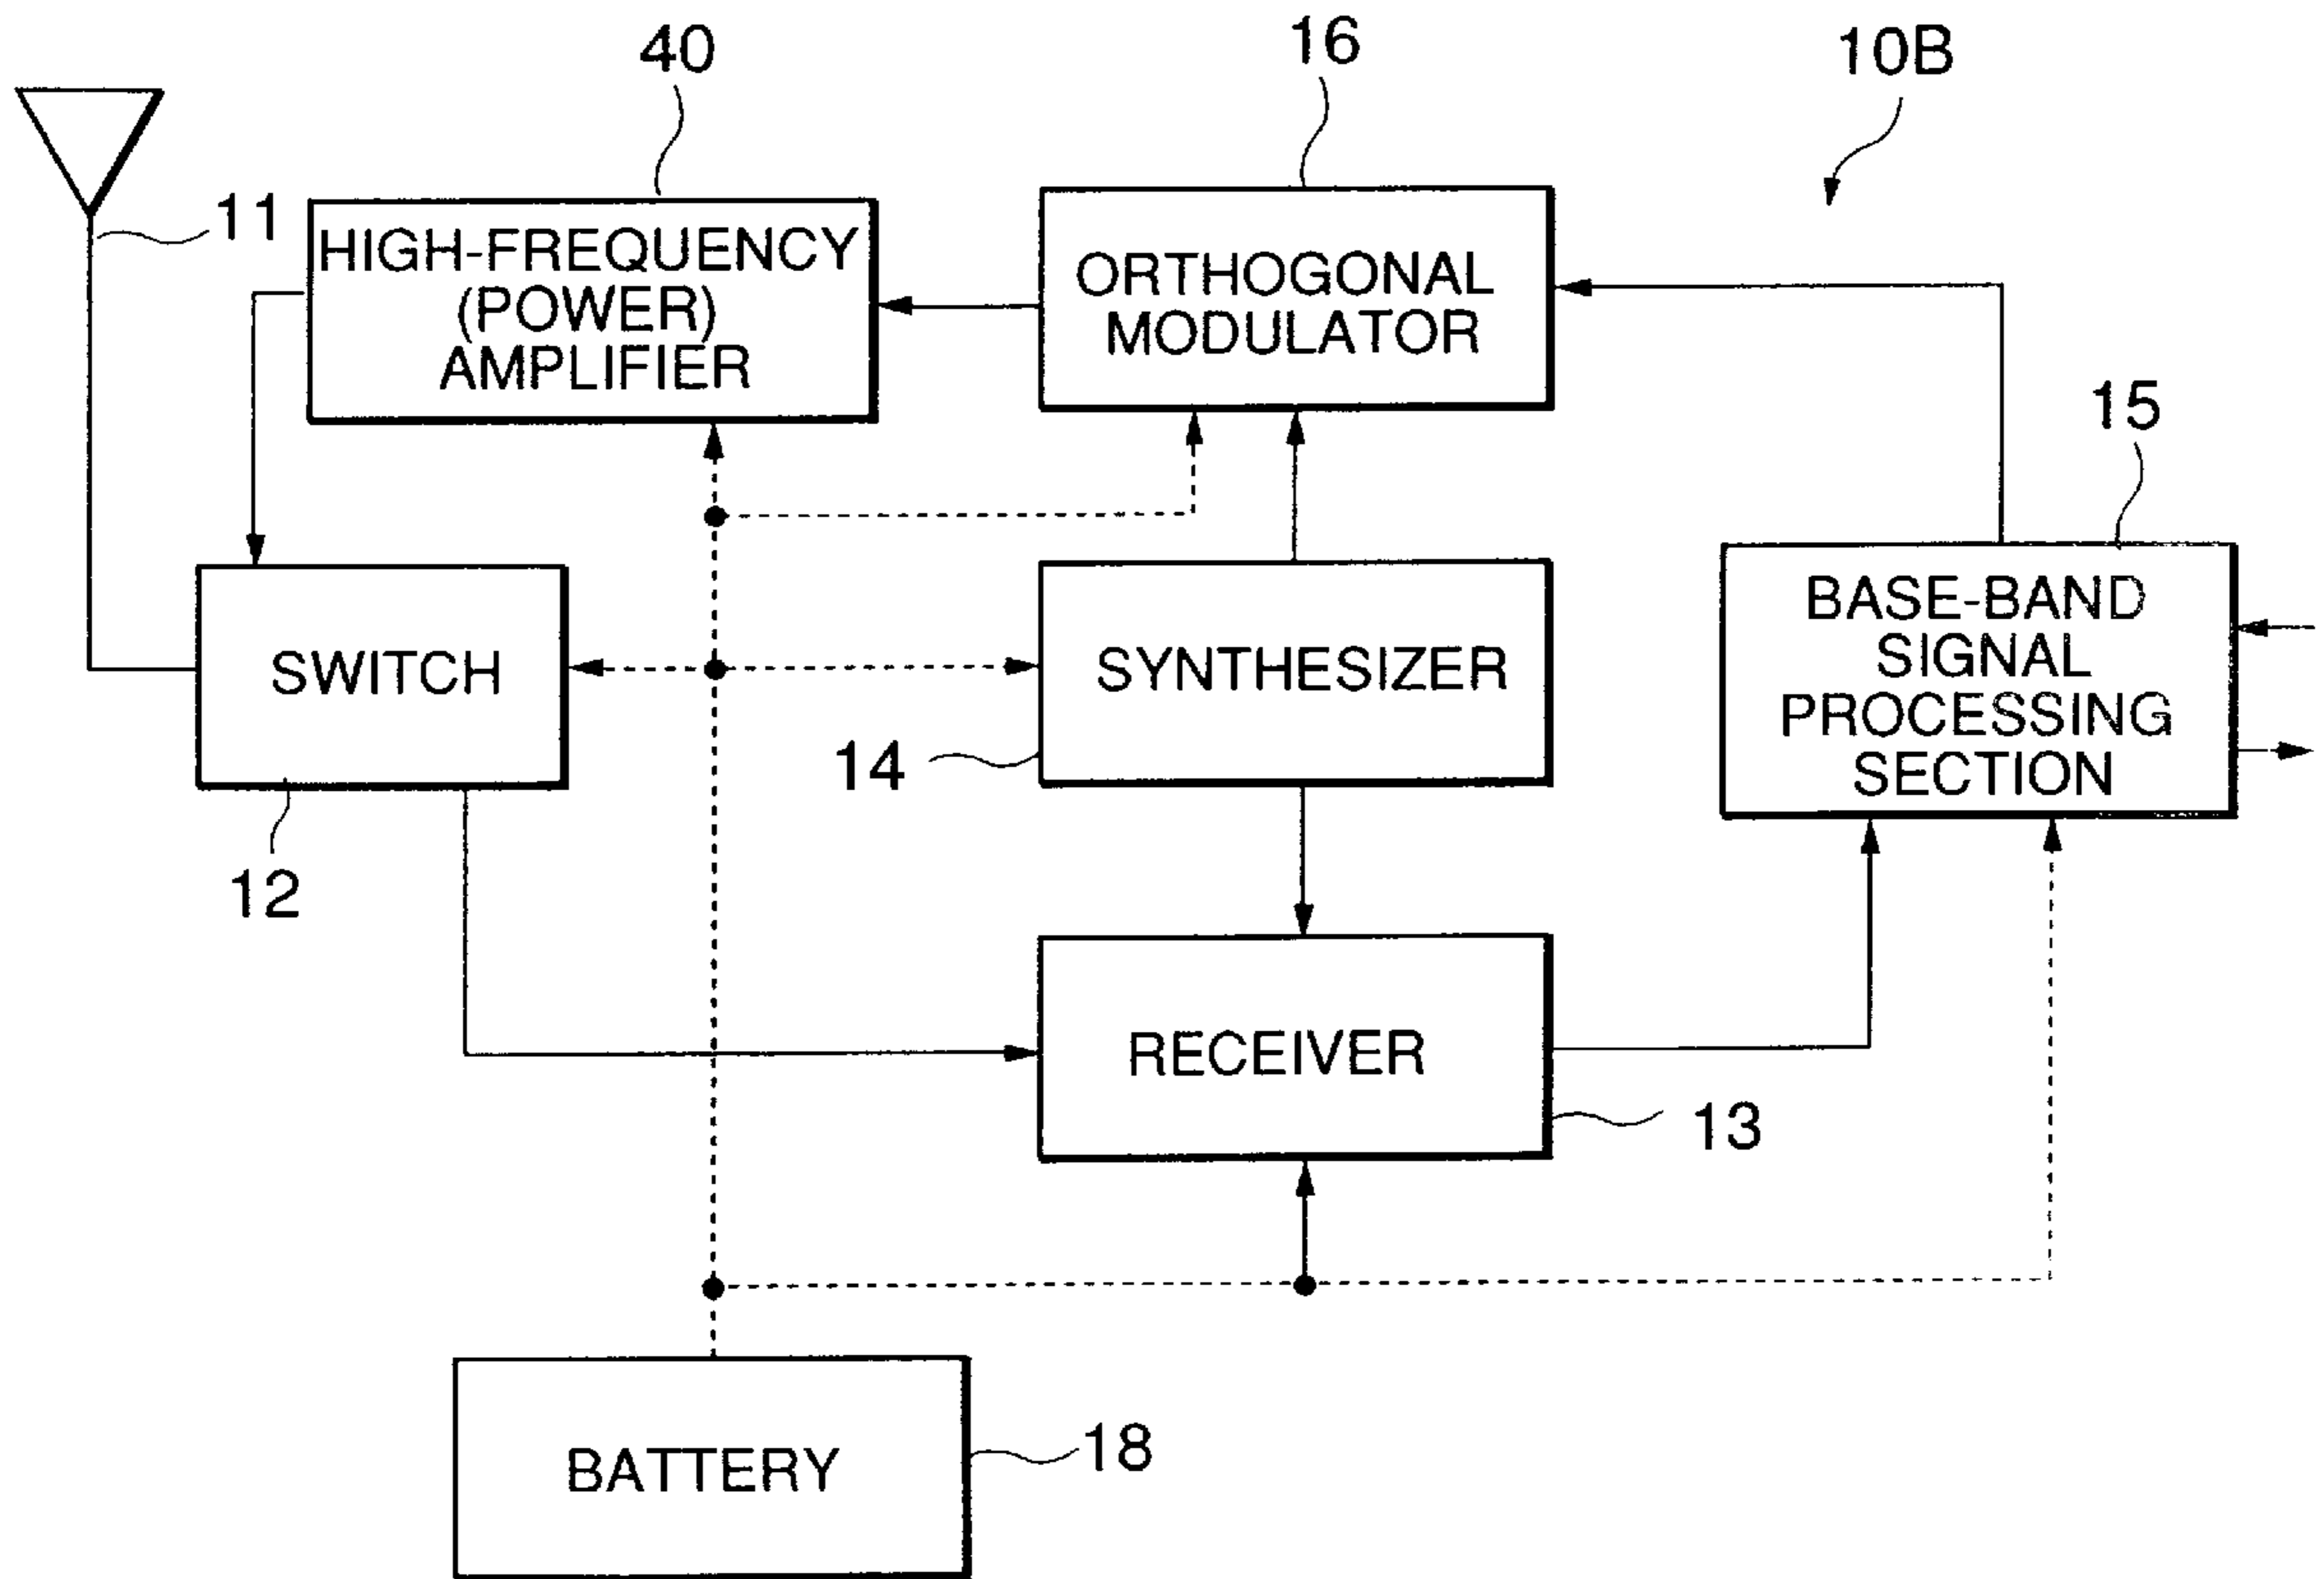 40
16
10B
11
HIGH-FREQUENCY
(POWER)
AMPLIFIER
ORTHOGONAL
MODULATOR
15
SWITCH
SYNTHESIZER
BASE-BAND
SIGNAL
PROCESSING
SECTION
14
12
RECEIVER
13
BATTERY
18